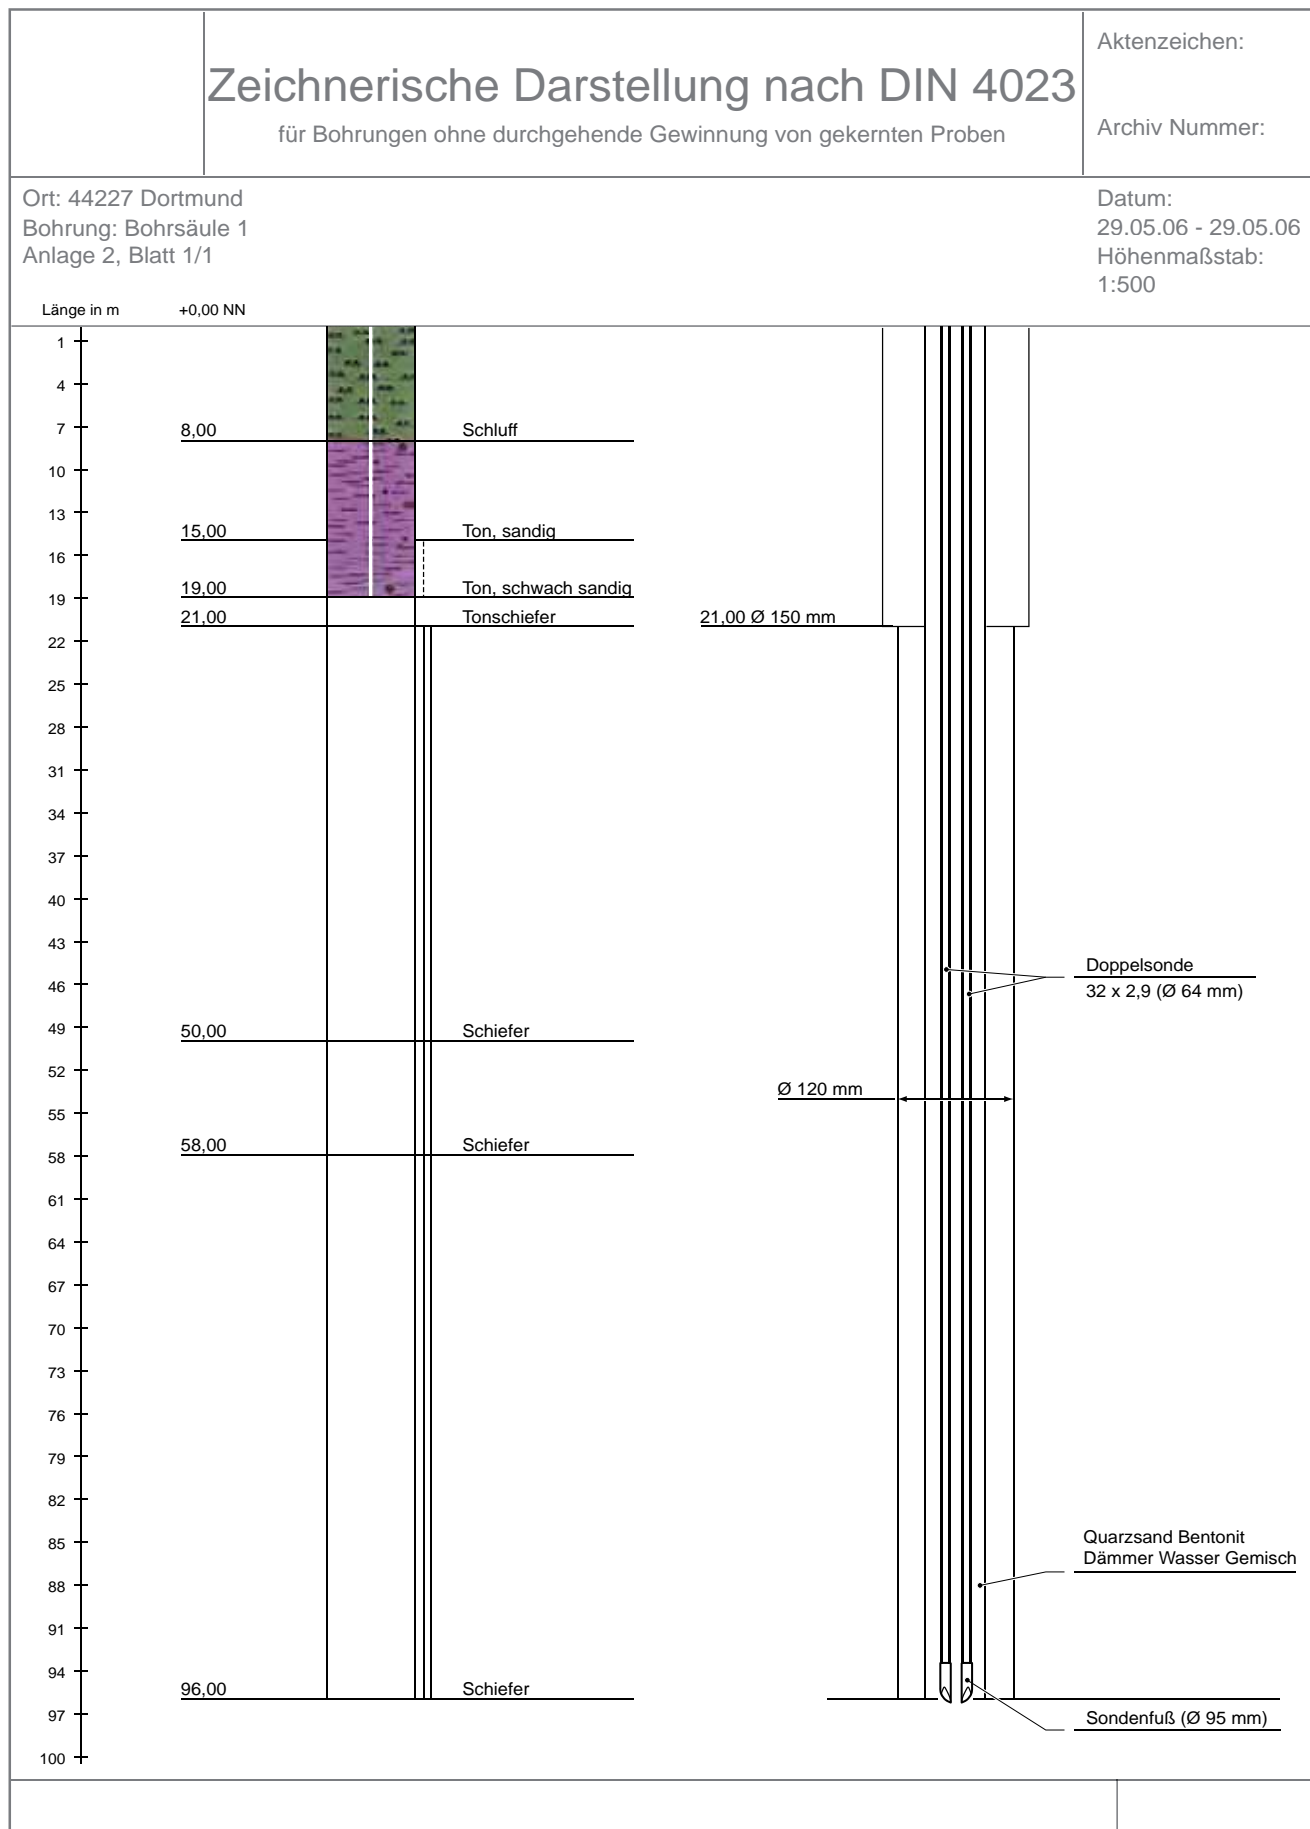 Zeichnerische Darstellung nach DIN 4023
für Bohrungen ohne durchgehende Gewinnung von gekernten Proben
Aktenzeichen:
Archiv Nummer:
Ort: 44227 Dortmund
Bohrung: Bohrsäule 1
Anlage 2, Blatt 1/1
Datum:
29.05.06 - 29.05.06
Höhenmaßstab:
1:500
Länge in m
+0,00 NN
1
4
7
10
13
16
19
22
25
28
31
34
37
40
43
46
49
52
55
58
61
64
67
70
73
76
79
82
85
88
91
94
97
100
8,00 Schluff
15,00 Ton, sandig
19,00 Ton, schwach sandig
21,00 Tonschiefer
50,00 Schiefer
58,00 Schiefer
96,00 Schiefer
21,00 Ø 150 mm
Doppelsonde
32 x 2,9 (Ø 64 mm)
Ø 120 mm
Quarzsand Bentonit
Dämmer Wasser Gemisch
Sondenfuß (Ø 95 mm)